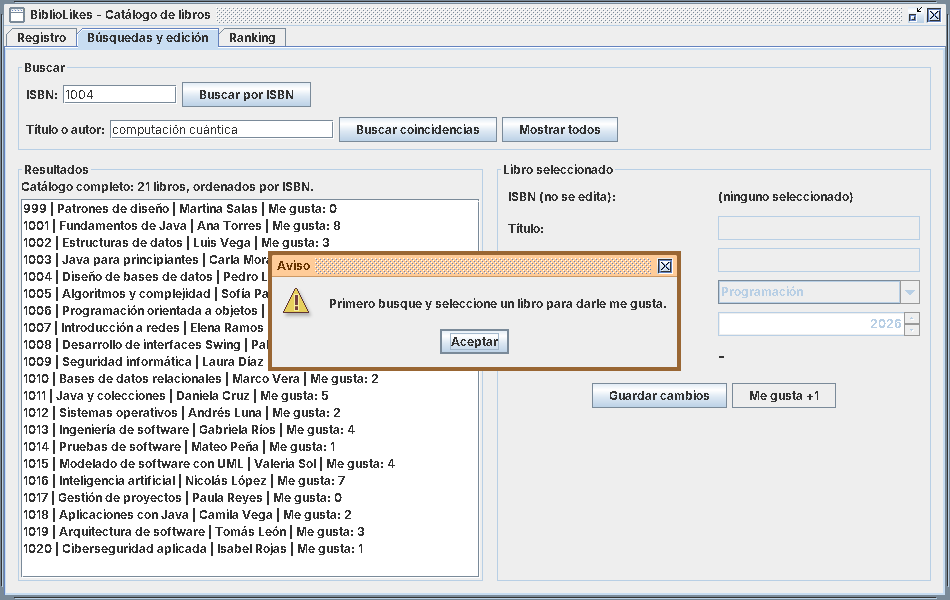 BiblioLikes - Catálogo de libros
Registro
Búsquedas y edición
Ranking
Buscar
ISBN: 1004
Buscar por ISBN
Título o autor: computación cuántica
Buscar coincidencias
Mostrar todos
Resultados
Catálogo completo: 21 libros, ordenados por ISBN.
999 | Patrones de diseño | Martina Salas | Me gusta: 0
1001 | Fundamentos de Java | Ana Torres | Me gusta: 8
1002 | Estructuras de datos | Luis Vega | Me gusta: 3
1003 | Java para principiantes | Carla Mora
1004 | Diseño de bases de datos | Pedro L
1005 | Algoritmos y complejidad | Sofía Pa
1006 | Programación orientada a objetos |
1007 | Introducción a redes | Elena Ramos
1008 | Desarrollo de interfaces Swing | Pa
1009 | Seguridad informática | Laura Díaz
1010 | Bases de datos relacionales | Marco Vera | Me gusta: 2
1011 | Java y colecciones | Daniela Cruz | Me gusta: 5
1012 | Sistemas operativos | Andrés Luna | Me gusta: 2
1013 | Ingeniería de software | Gabriela Ríos | Me gusta: 4
1014 | Pruebas de software | Mateo Peña | Me gusta: 1
1015 | Modelado de software con UML | Valeria Sol | Me gusta: 4
1016 | Inteligencia artificial | Nicolás López | Me gusta: 7
1017 | Gestión de proyectos | Paula Reyes | Me gusta: 0
1018 | Aplicaciones con Java | Camila Vega | Me gusta: 2
1019 | Arquitectura de software | Tomás León | Me gusta: 3
1020 | Ciberseguridad aplicada | Isabel Rojas | Me gusta: 1
Libro seleccionado
ISBN (no se edita): (ninguno seleccionado)
Título:
Programación
2026
-
Guardar cambios
Me gusta +1
Aviso
Primero busque y seleccione un libro para darle me gusta.
Aceptar